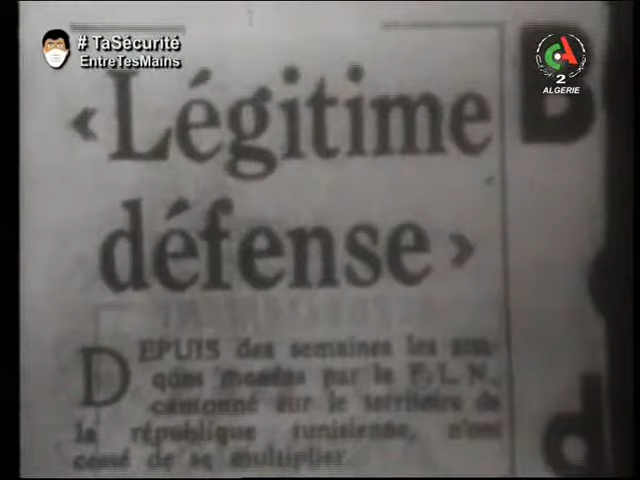 # TaSécurité
EntreTesMains
2
ALGERIE
« Légitime
défense »
DEPUIS des semaines les atta-
ques menées par le F. L. N.,
cantonné sur le territoire de
la république tunisienne, n'ont
cessé de se multiplier.